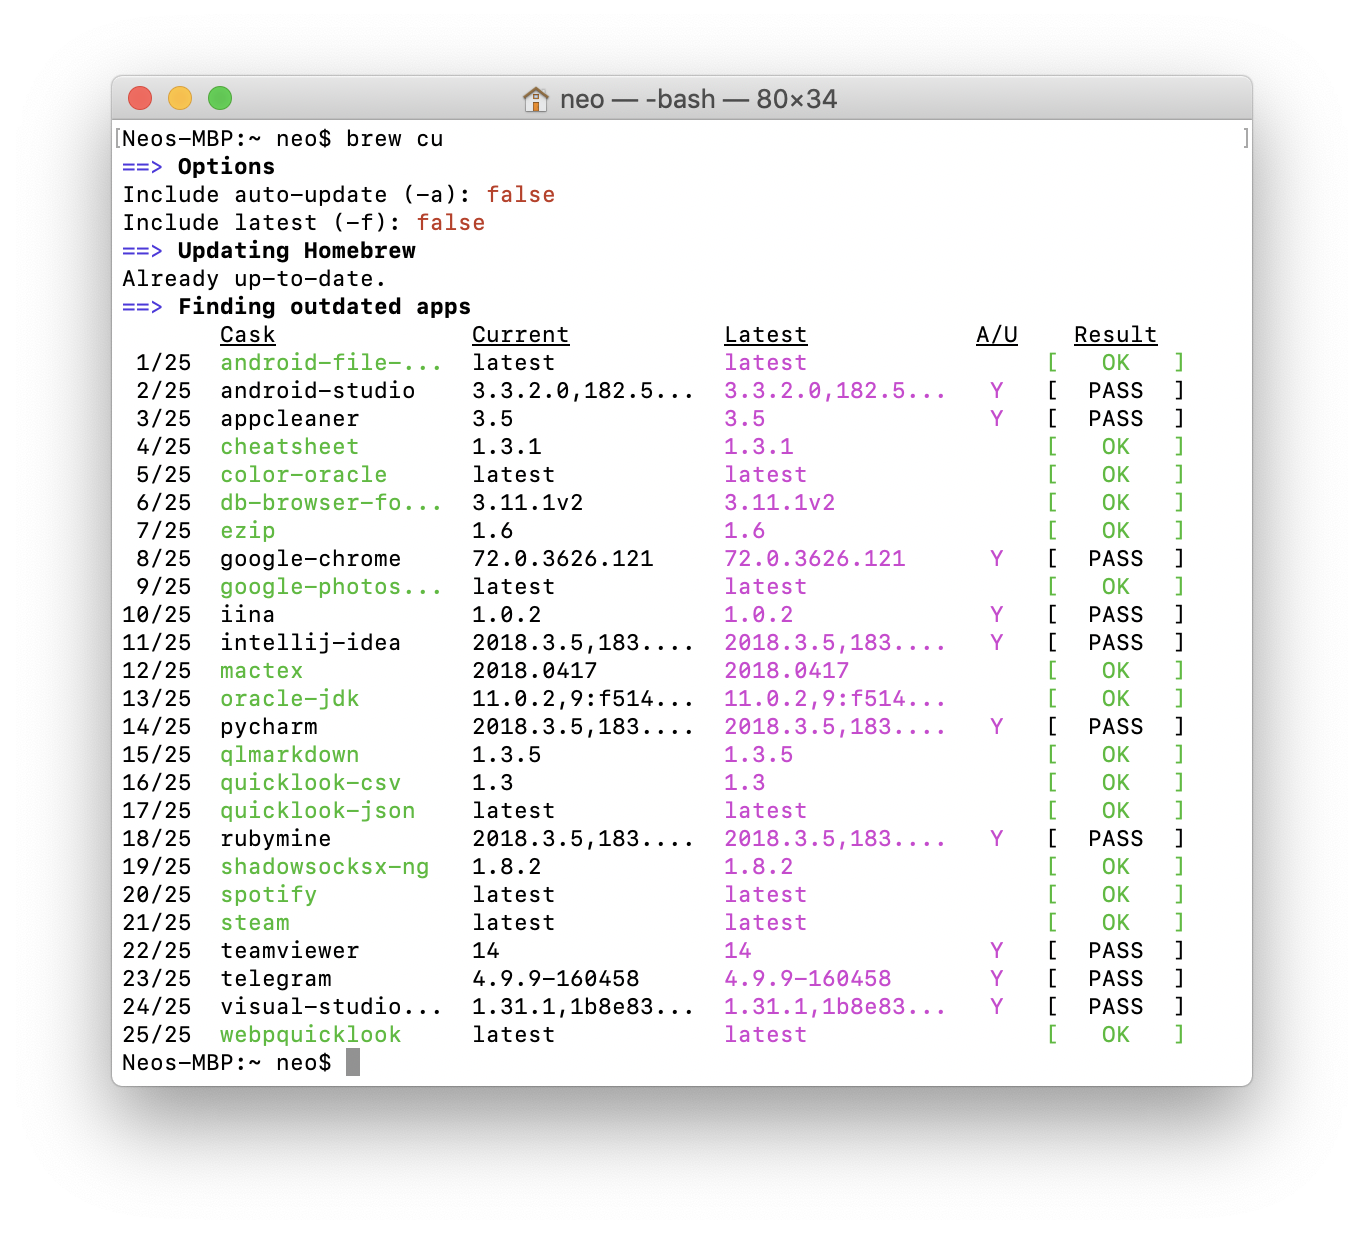 neo — -bash — 80×34
[Neos-MBP:~ neo$ brew cu ]
==> Options
Include auto-update (-a): false
Include latest (-f): false
==> Updating Homebrew
Already up-to-date.
==> Finding outdated apps
       Cask              Current           Latest            A/U    Result
 1/25  android-file-...  latest            latest                 [   OK   ]
 2/25  android-studio    3.3.2.0,182.5...  3.3.2.0,182.5...   Y   [  PASS  ]
 3/25  appcleaner        3.5               3.5                Y   [  PASS  ]
 4/25  cheatsheet        1.3.1             1.3.1                  [   OK   ]
 5/25  color-oracle      latest            latest                 [   OK   ]
 6/25  db-browser-fo...  3.11.1v2          3.11.1v2               [   OK   ]
 7/25  ezip              1.6               1.6                    [   OK   ]
 8/25  google-chrome     72.0.3626.121     72.0.3626.121      Y   [  PASS  ]
 9/25  google-photos...  latest            latest                 [   OK   ]
10/25  iina              1.0.2             1.0.2              Y   [  PASS  ]
11/25  intellij-idea     2018.3.5,183....  2018.3.5,183....   Y   [  PASS  ]
12/25  mactex            2018.0417         2018.0417              [   OK   ]
13/25  oracle-jdk        11.0.2,9:f514...  11.0.2,9:f514...       [   OK   ]
14/25  pycharm           2018.3.5,183....  2018.3.5,183....   Y   [  PASS  ]
15/25  qlmarkdown        1.3.5             1.3.5                  [   OK   ]
16/25  quicklook-csv     1.3               1.3                    [   OK   ]
17/25  quicklook-json    latest            latest                 [   OK   ]
18/25  rubymine          2018.3.5,183....  2018.3.5,183....   Y   [  PASS  ]
19/25  shadowsocksx-ng   1.8.2             1.8.2                  [   OK   ]
20/25  spotify           latest            latest                 [   OK   ]
21/25  steam             latest            latest                 [   OK   ]
22/25  teamviewer        14                14                 Y   [  PASS  ]
23/25  telegram          4.9.9-160458      4.9.9-160458       Y   [  PASS  ]
24/25  visual-studio...  1.31.1,1b8e83...  1.31.1,1b8e83...   Y   [  PASS  ]
25/25  webpquicklook     latest            latest                 [   OK   ]
Neos-MBP:~ neo$